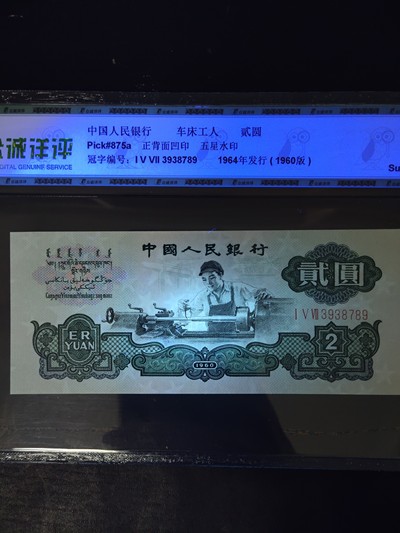 诚详评
DIGITAL GENUINE SERVICE
中国人民银行 车床工人 贰圆
Pick#875a 正背面凹印 五星水印
冠字编号: I V VII 3938789 1964年发行 ( 1960版 )
Su
中國人民銀行
貳圓
I V VII 3938789
ER
YUAN
1960
2